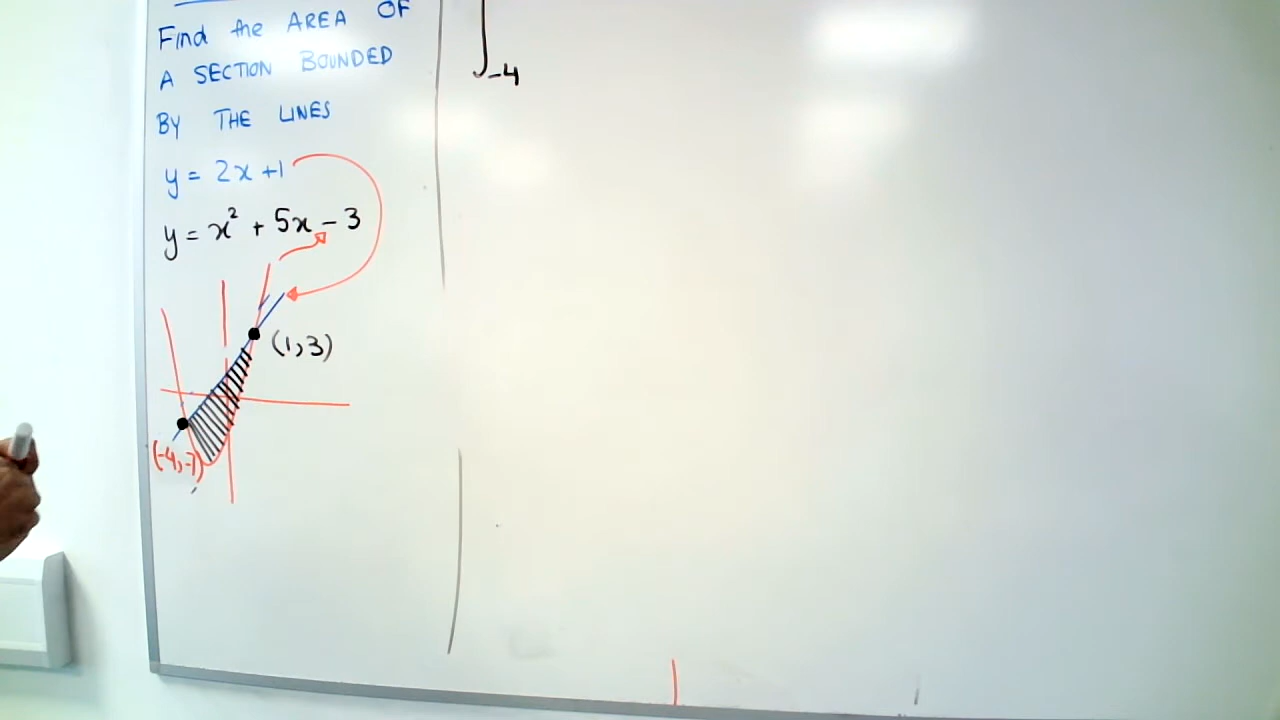 Find the AREA OF
A SECTION BOUNDED
BY THE LINES
y = 2x + 1
y = x² + 5x - 3
(1,3)
(-4,-7)
∫-4